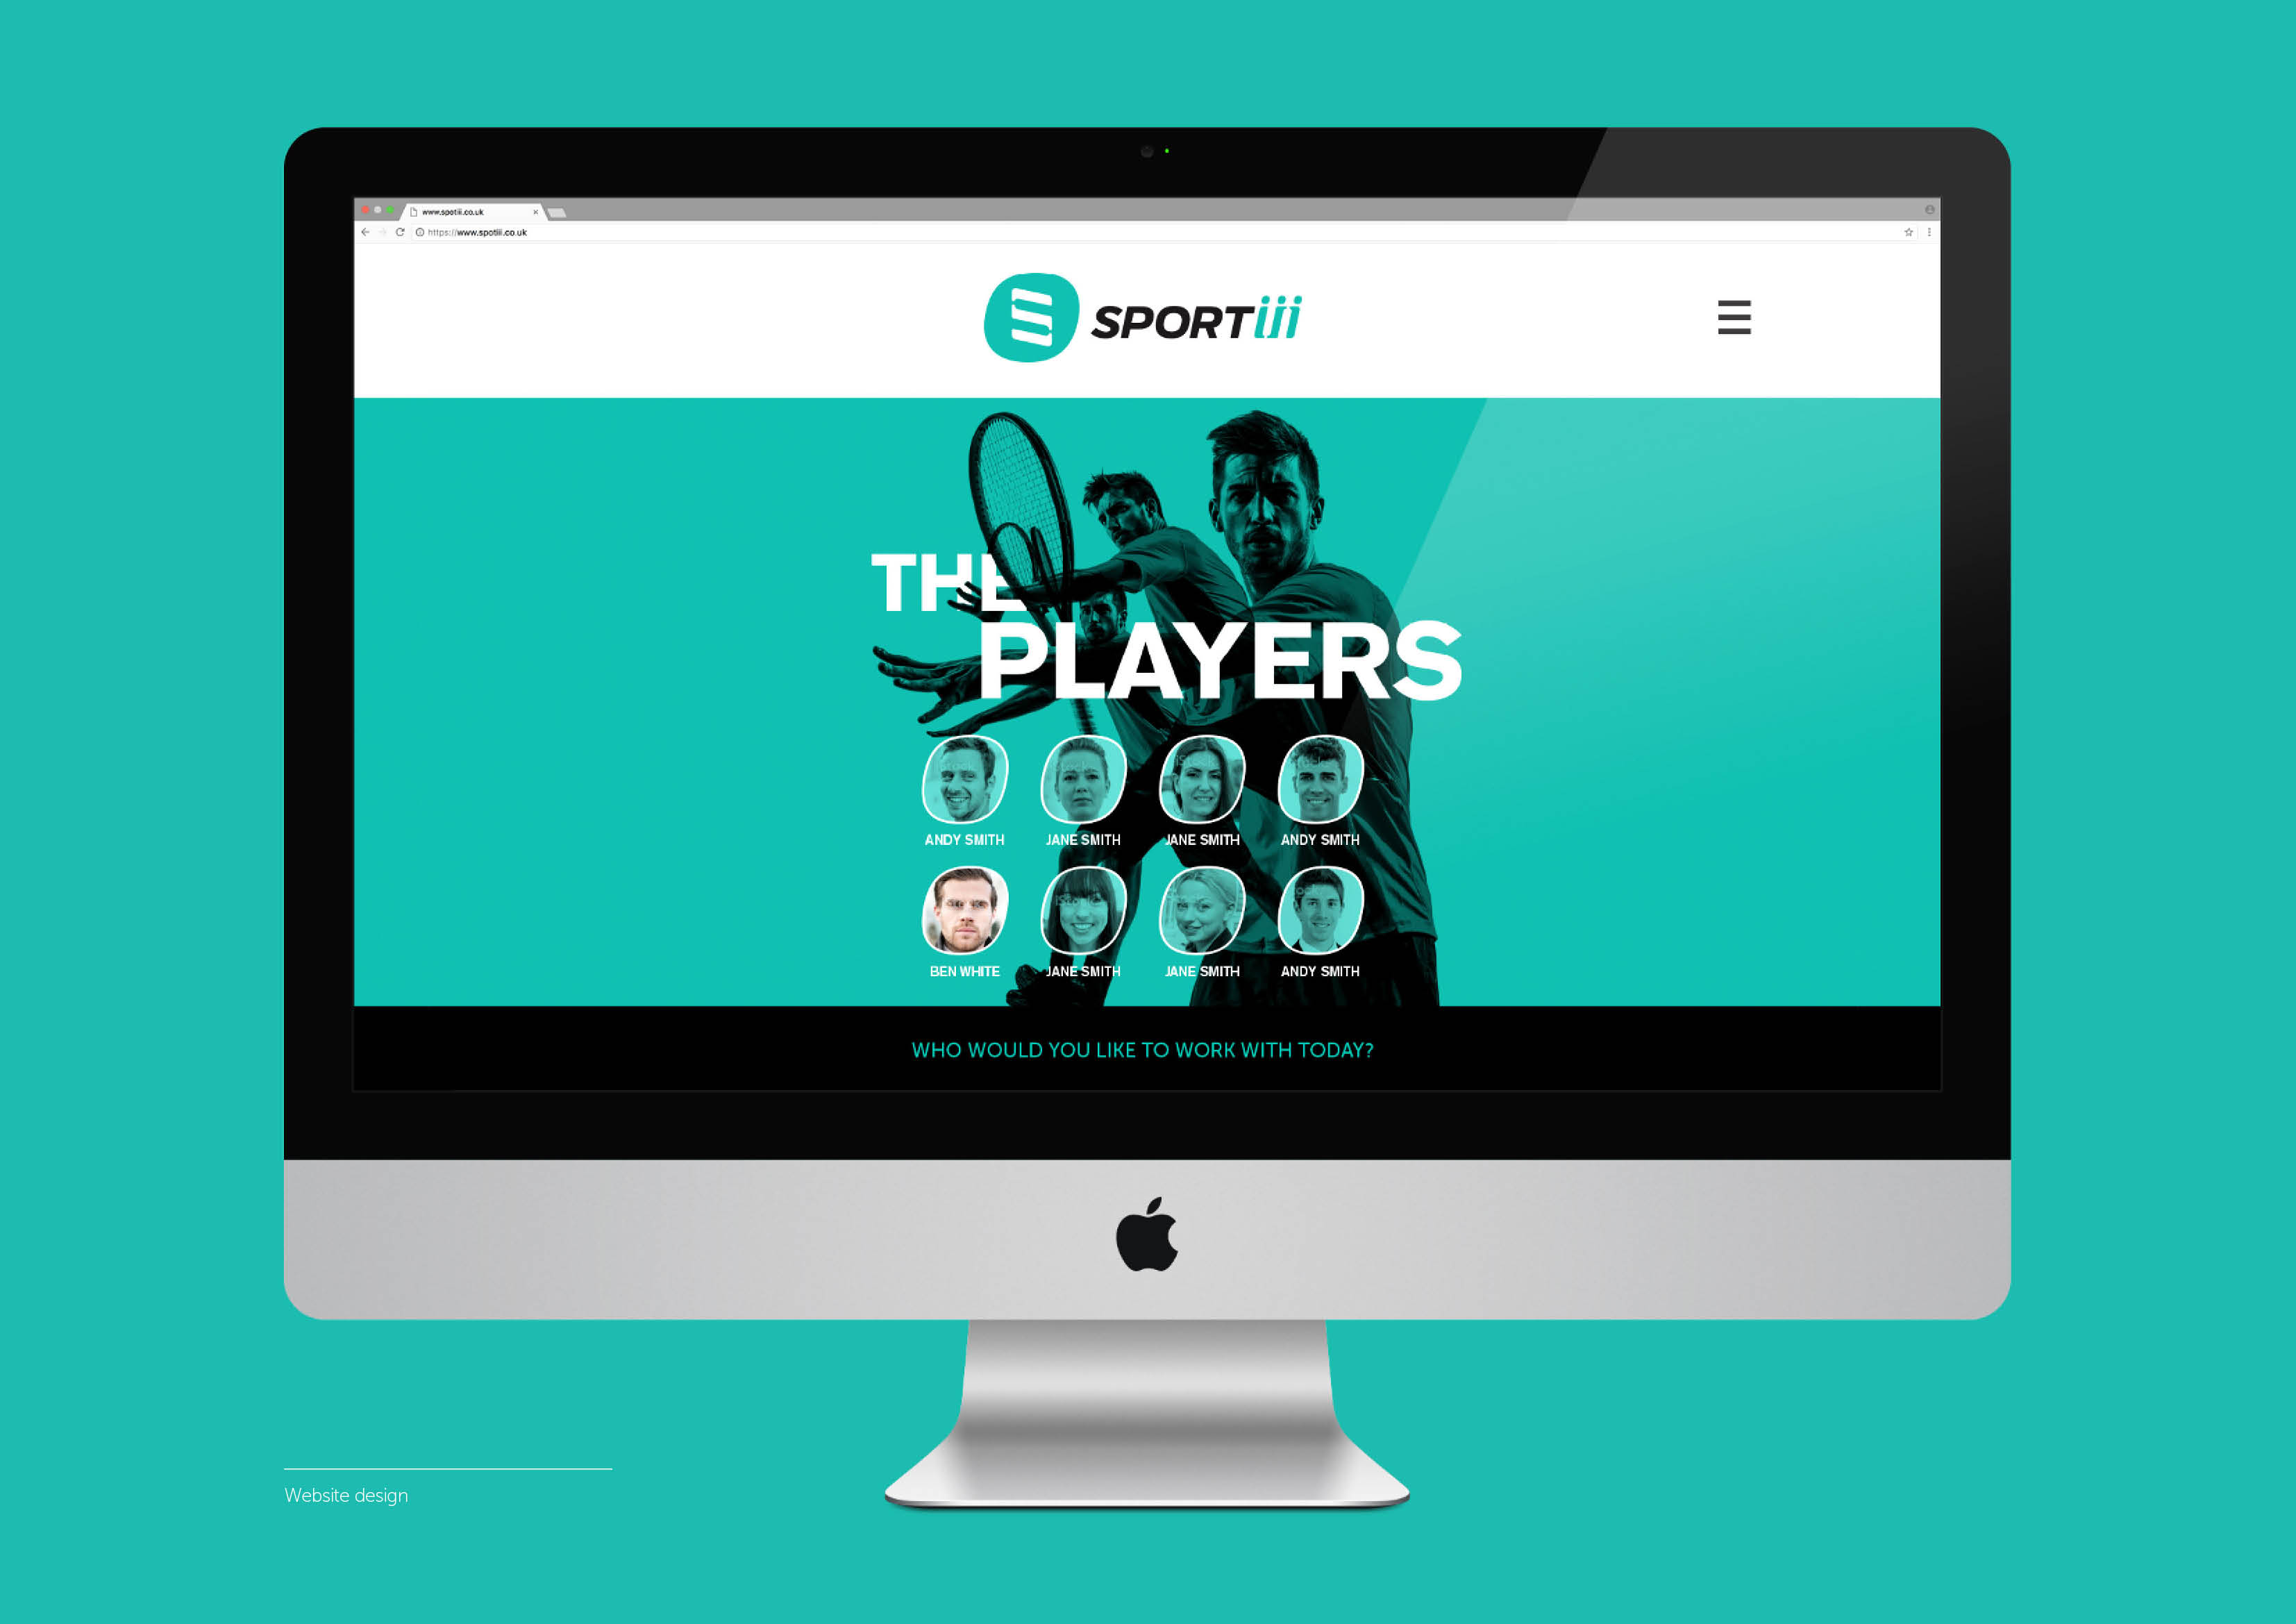 www.spotiii.co.uk
https://www.spotiii.co.uk
SPORTiii
THE
PLAYERS
ANDY SMITH JANE SMITH JANE SMITH ANDY SMITH
BEN WHITE JANE SMITH JANE SMITH ANDY SMITH
WHO WOULD YOU LIKE TO WORK WITH TODAY?
Website design